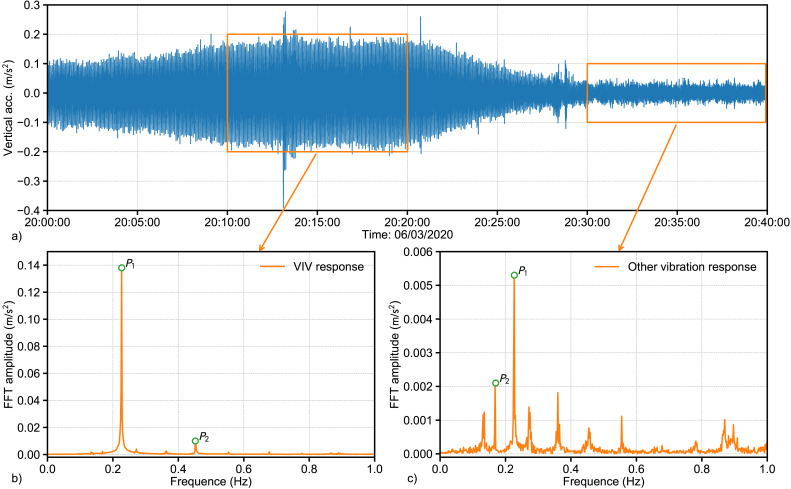 0.3
0.2
0.1
0.0
−0.1
−0.2
−0.3
−0.4
Vertical acc. (m/s²)
20:00:00 20:05:00 20:10:00 20:15:00 20:20:00 20:25:00 20:30:00 20:35:00 20:40:00
a)
Time: 06/03/2020
0.14
0.12
0.10
0.08
0.06
0.04
0.02
0.00
FFT amplitude (m/s²)
P₁
VIV response
P₂
0.0 0.2 0.4 0.6 0.8 1.0
b)
Frequence (Hz)
0.006
0.005
0.004
0.003
0.002
0.001
0.000
FFT amplitude (m/s²)
P₁
Other vibration response
P₂
0.0 0.2 0.4 0.6 0.8 1.0
c)
Frequence (Hz)